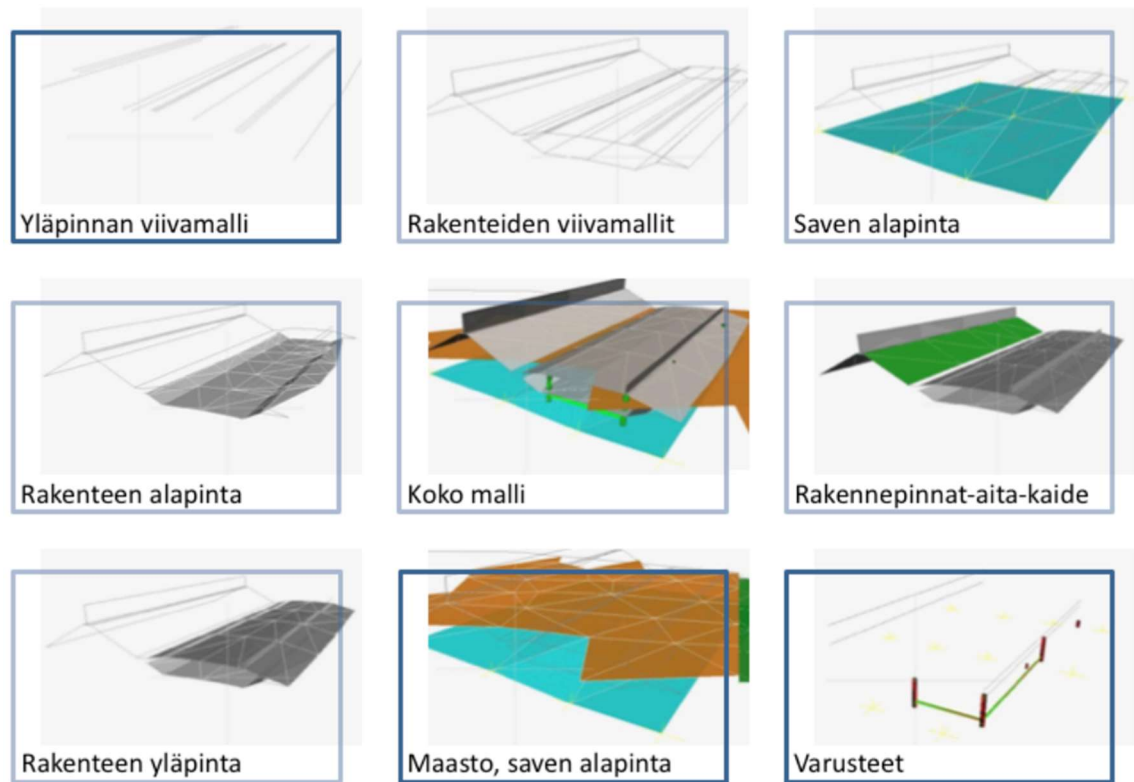 Yläpinnan viivamalli
Rakenteiden viivamallit
Saven alapinta
Rakenteen alapinta
Koko malli
Rakennepinnat-aita-kaide
Rakenteen yläpinta
Maasto, saven alapinta
Varusteet